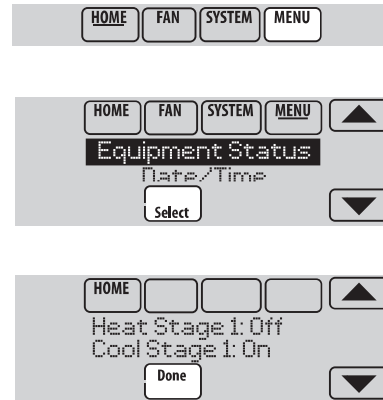 HOME FAN SYSTEM MENU
HOME FAN SYSTEM MENU
Equipment Status
Date/Time
Select
HOME
Heat Stage 1: Off
Cool Stage 1: On
Done